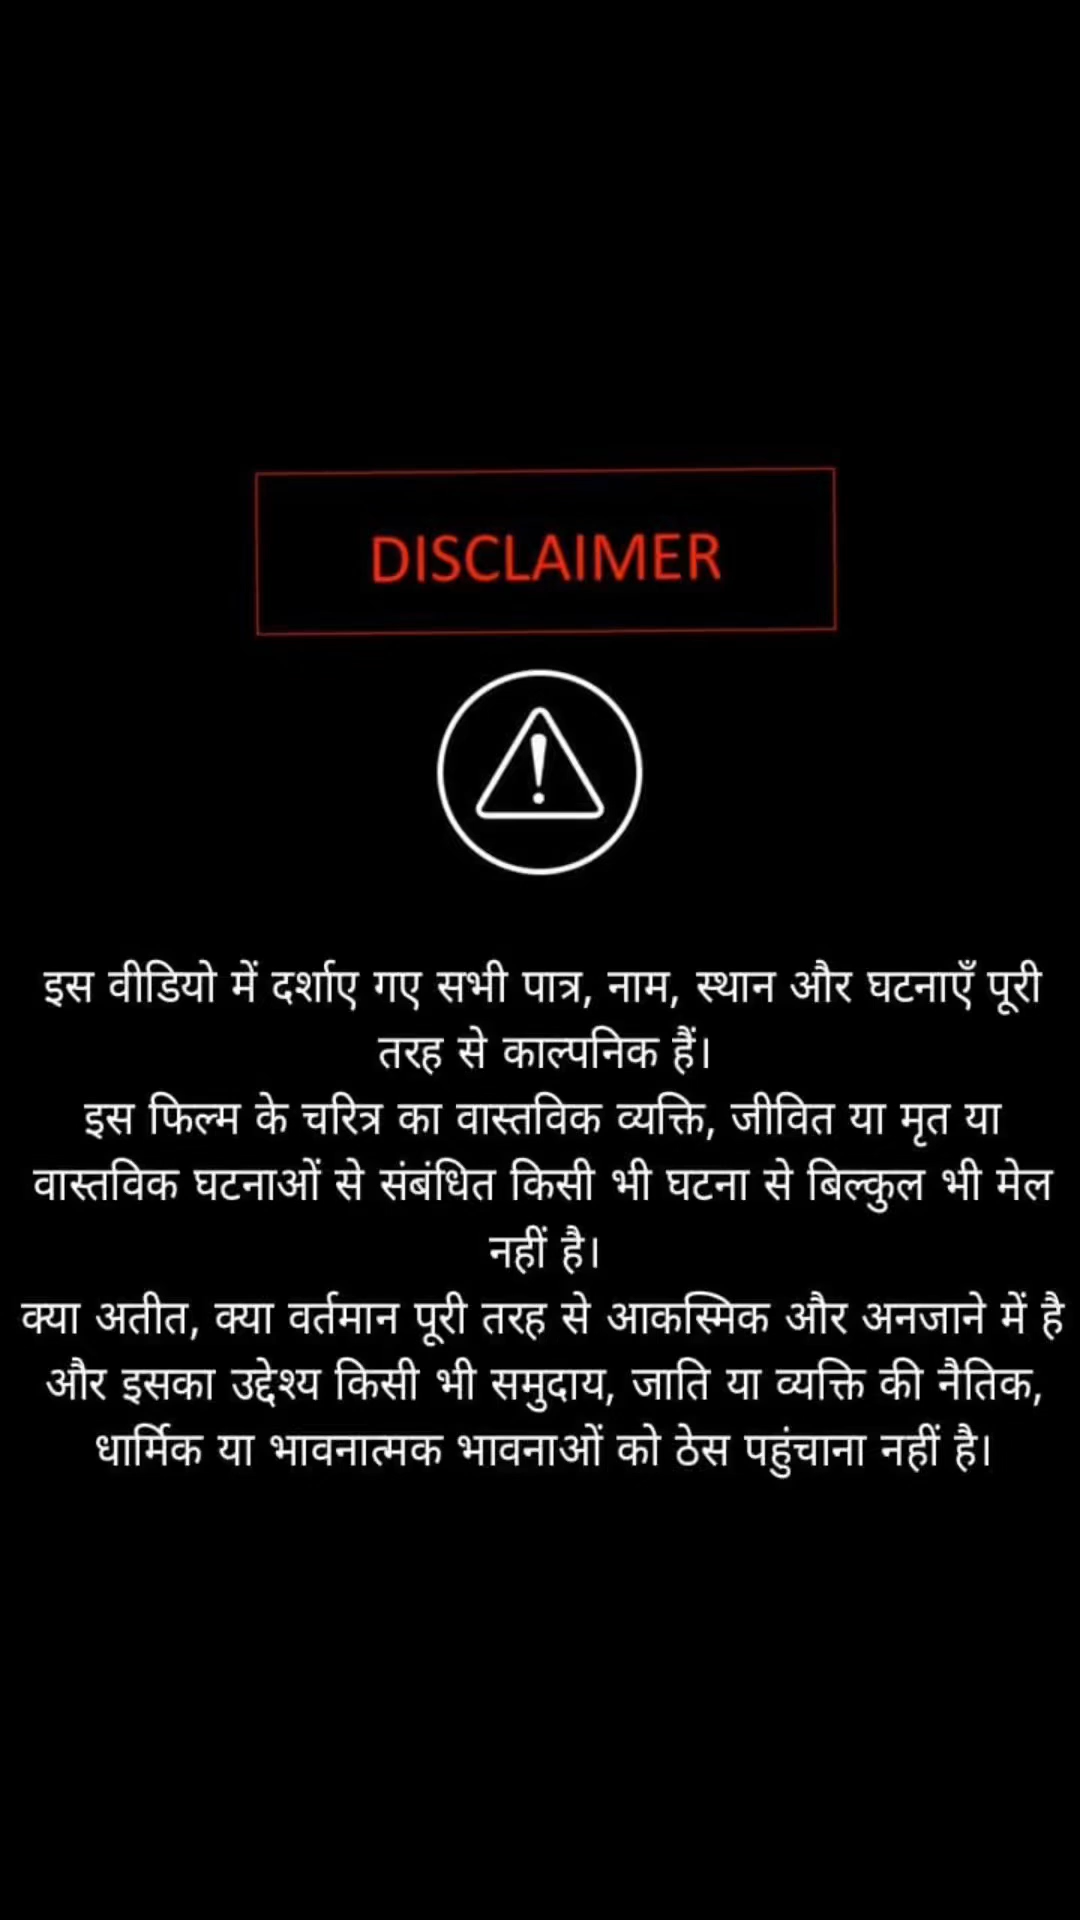 DISCLAIMER
इस वीडियो में दर्शाए गए सभी पात्र, नाम, स्थान और घटनाएँ पूरी
तरह से काल्पनिक हैं।
इस फिल्म के चरित्र का वास्तविक व्यक्ति, जीवित या मृत या
वास्तविक घटनाओं से संबंधित किसी भी घटना से बिल्कुल भी मेल
नहीं है।
क्या अतीत, क्या वर्तमान पूरी तरह से आकस्मिक और अनजाने में है
और इसका उद्देश्य किसी भी समुदाय, जाति या व्यक्ति की नैतिक,
धार्मिक या भावनात्मक भावनाओं को ठेस पहुंचाना नहीं है।